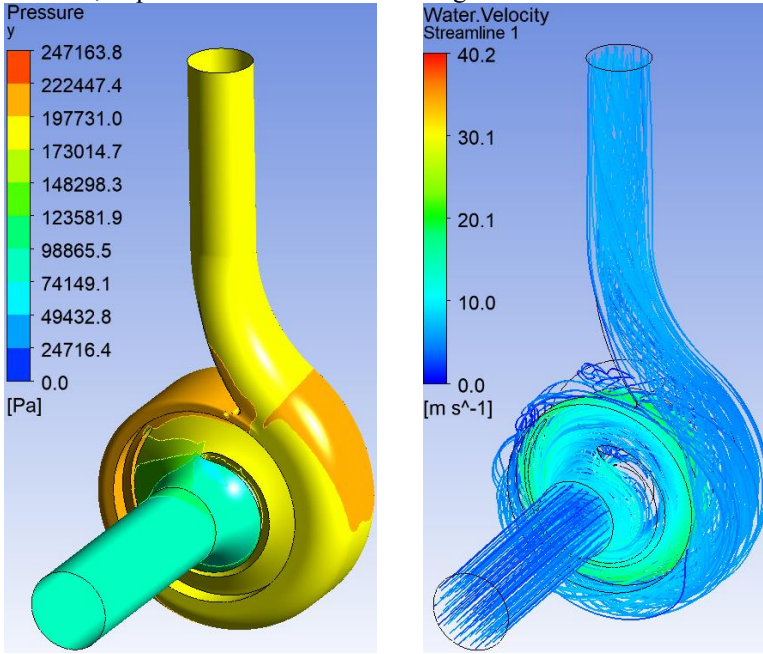 Pressure
y
247163.8
222447.4
197731.0
173014.7
148298.3
123581.9
98865.5
74149.1
49432.8
24716.4
0.0
[Pa]
Water.Velocity
Streamline 1
40.2
30.1
20.1
10.0
0.0
[m s^-1]